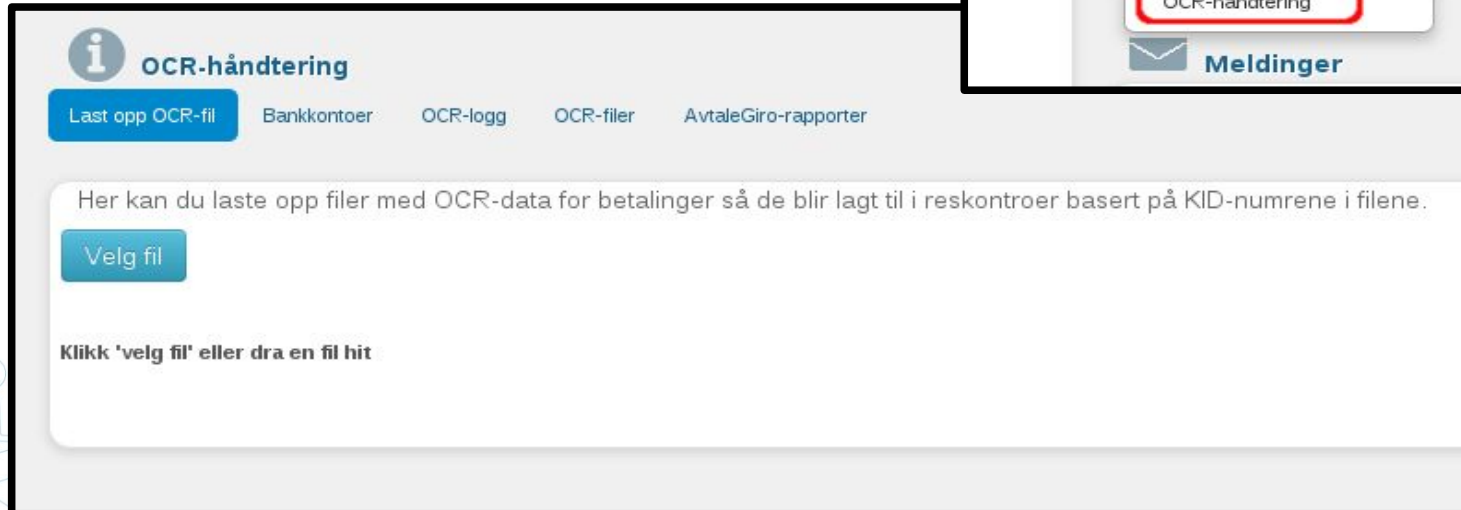 OCR-håndtering
Meldinger
OCR-håndtering
Last opp OCR-fil Bankkontoer OCR-logg OCR-filer AvtaleGiro-rapporter
Her kan du laste opp filer med OCR-data for betalinger så de blir lagt til i reskontroer basert på KID-numrene i filene.
Velg fil
Klikk 'velg fil' eller dra en fil hit